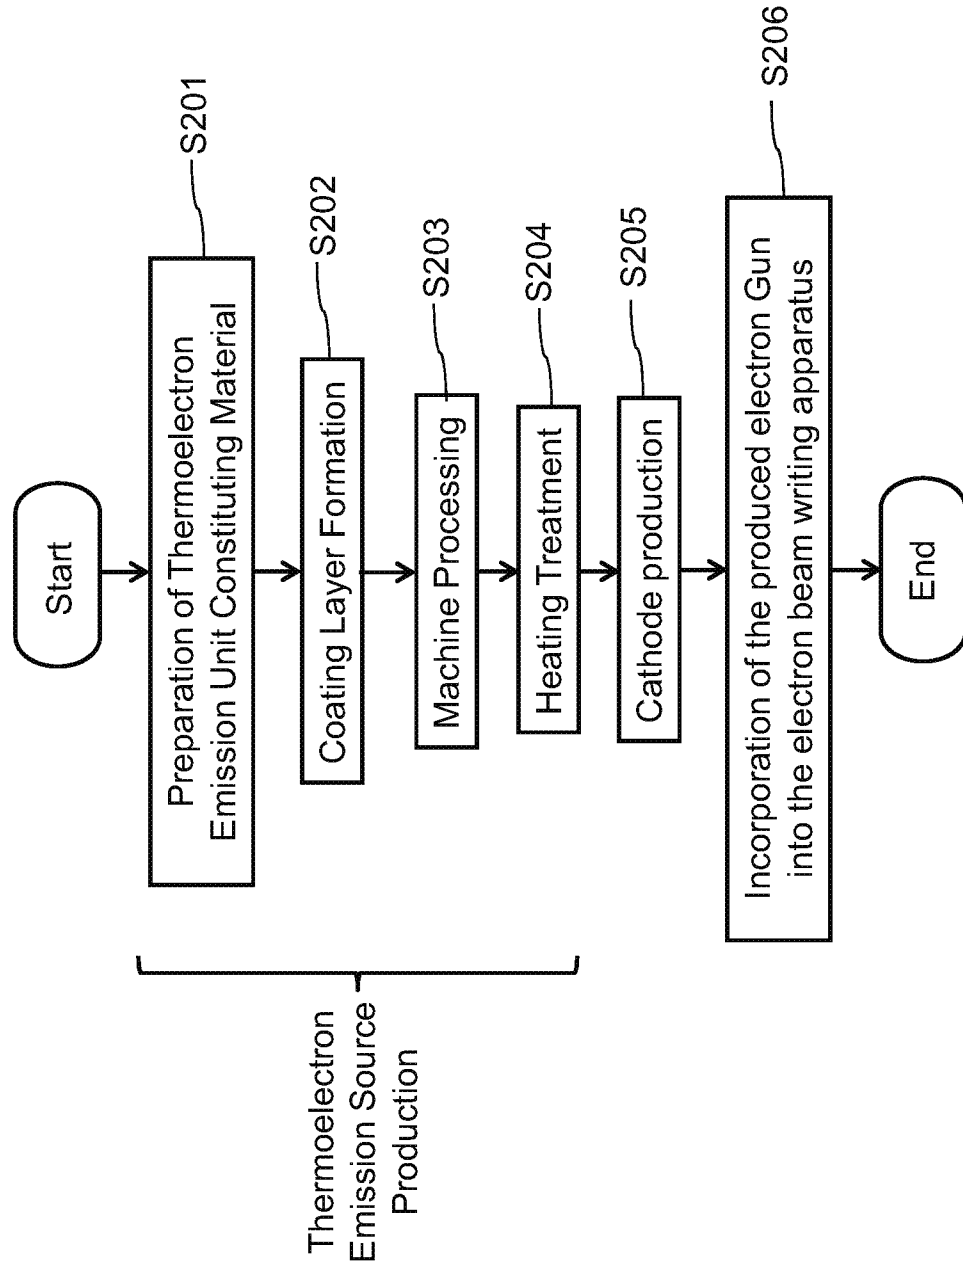 Start
Preparation of Thermoelectron
Emission Unit Constituting Material
S201
Coating Layer Formation
S202
Machine Processing
S203
Heating Treatment
S204
Thermoelectron
Emission Source
Production
Cathode production
S205
Incorporation of the produced electron Gun
into the electron beam writing apparatus
S206
End